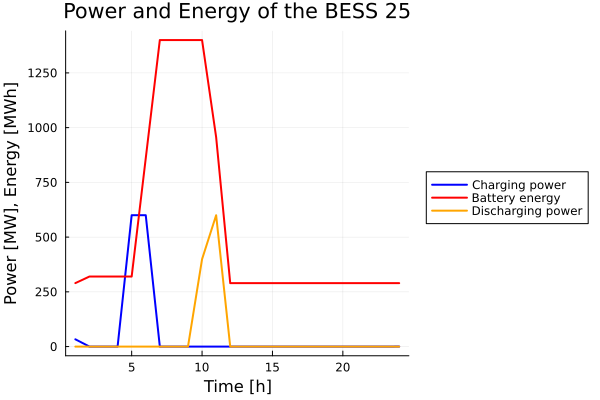 Power and Energy of the BESS 25
Power [MW], Energy [MWh]
1250
1000
750
500
250
0
5
10
15
20
Time [h]
Charging power
Battery energy
Discharging power